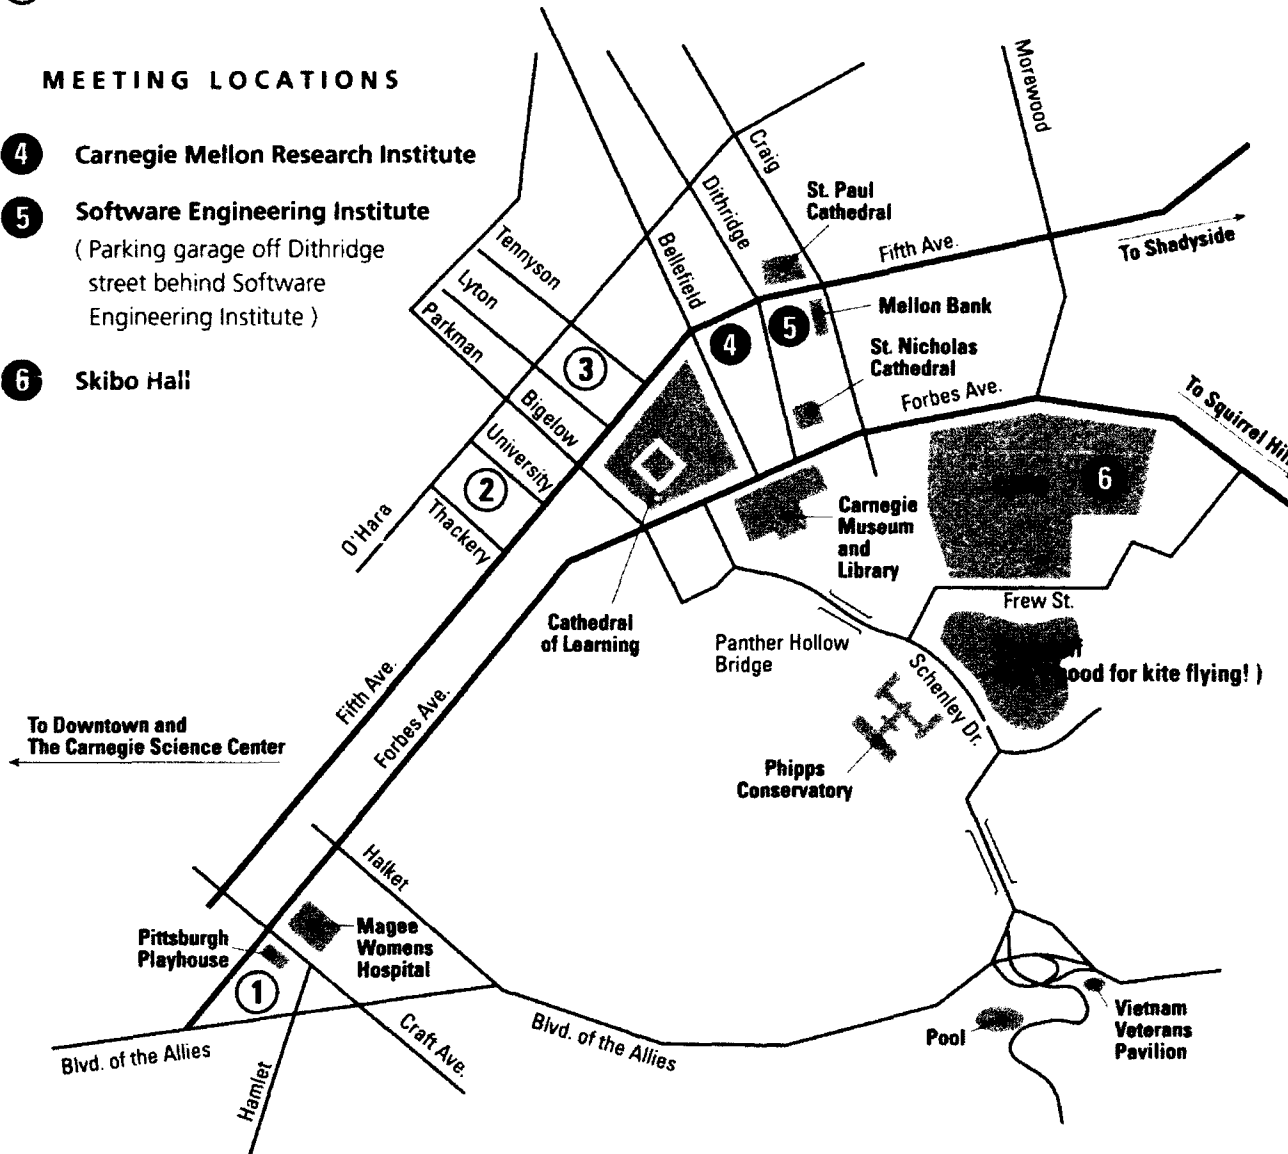 MEETING LOCATIONS
4 Carnegie Mellon Research Institute
5 Software Engineering Institute
( Parking garage off Dithridge
street behind Software
Engineering Institute )
6 Skibo Hall
Morewood
Craig
Dithridge
St. Paul
Cathedral
Bellefield
Fifth Ave.
To Shadyside
Tennyson
Lyton
Parkman
Mellon Bank
4
5
3
St. Nicholas
Cathedral
Forbes Ave.
To Squirrel Hill
Bigelow
University
2
Thackery
O'Hara
6
Carnegie
Museum
and
Library
Cathedral
of Learning
Frew St.
Panther Hollow
Bridge
ood for kite flying! )
Schenley Dr.
Fifth Ave.
Forbes Ave.
To Downtown and
The Carnegie Science Center
Phipps
Conservatory
Halket
Pittsburgh
Playhouse
Magee
Womens
Hospital
1
Craft Ave.
Blvd. of the Allies
Blvd. of the Allies
Hamlet
Pool
Vietnam
Veterans
Pavilion